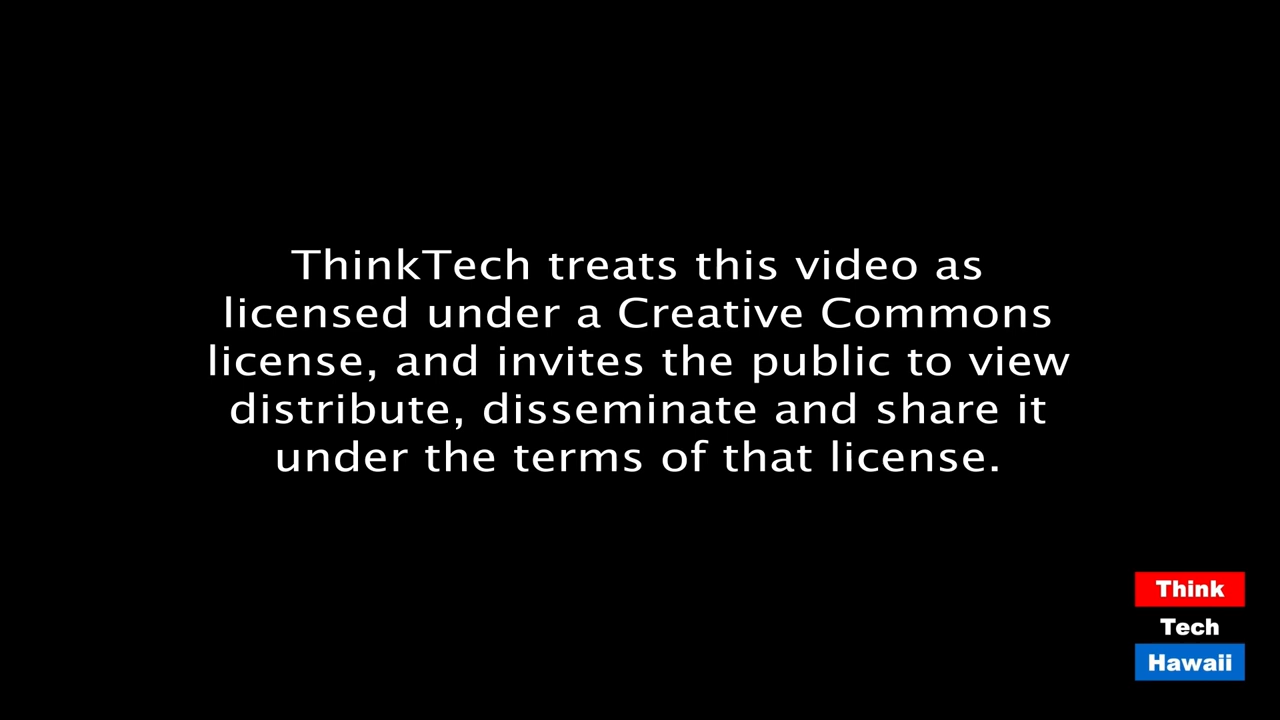 ThinkTech treats this video as
licensed under a Creative Commons
license, and invites the public to view
distribute, disseminate and share it
under the terms of that license.
Think
Tech
Hawaii